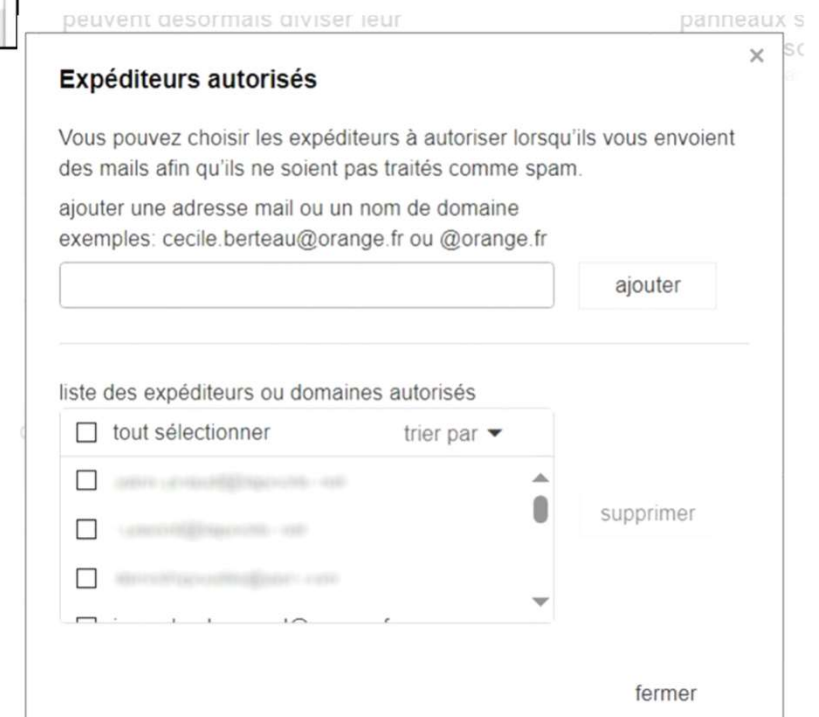 peuvent désormais diviser leur
panneaux s
Expéditeurs autorisés
Vous pouvez choisir les expéditeurs à autoriser lorsqu'ils vous envoient
des mails afin qu'ils ne soient pas traités comme spam.
ajouter une adresse mail ou un nom de domaine
exemples: cecile.berteau@orange.fr ou @orange.fr
ajouter
liste des expéditeurs ou domaines autorisés
tout sélectionner
trier par
supprimer
fermer